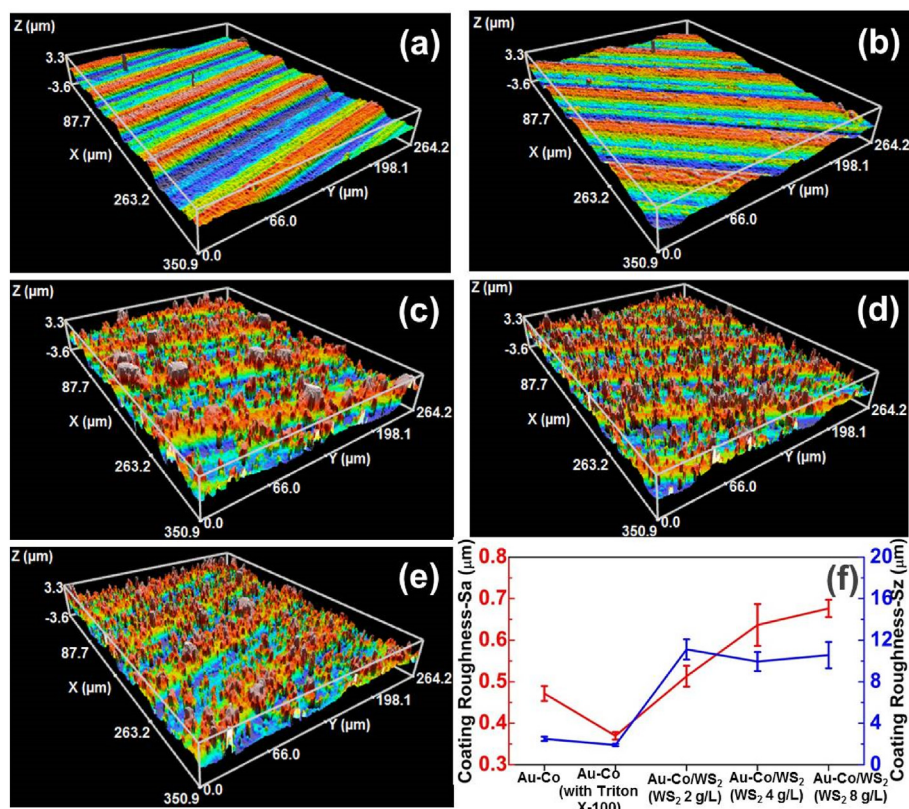 Z (μm)
(a)
3.3
-3.6
87.7
X (μm)
263.2
350.9
0.0
66.0
Y (μm)
198.1
264.2
Z (μm)
(b)
3.3
-3.6
87.7
X (μm)
263.2
350.9
0.0
66.0
Y (μm)
198.1
264.2
Z (μm)
(c)
3.3
-3.6
87.7
X (μm)
263.2
350.9
0.0
66.0
Y (μm)
198.1
264.2
Z (μm)
(d)
3.3
-3.6
87.7
X (μm)
263.2
350.9
0.0
66.0
Y (μm)
198.1
264.2
Z (μm)
(e)
3.3
-3.6
87.7
X (μm)
263.2
350.9
0.0
66.0
Y (μm)
198.1
264.2
(f)
Coating Roughness-Sa (μm)
0.8
0.7
0.6
0.5
0.4
0.3
Coating Roughness-Sz (μm)
20
16
12
8
4
0
Au-Co
Au-Co
(with Triton
X-100)
Au-Co/WS₂
(WS₂ 2 g/L)
Au-Co/WS₂
(WS₂ 4 g/L)
Au-Co/WS₂
(WS₂ 8 g/L)